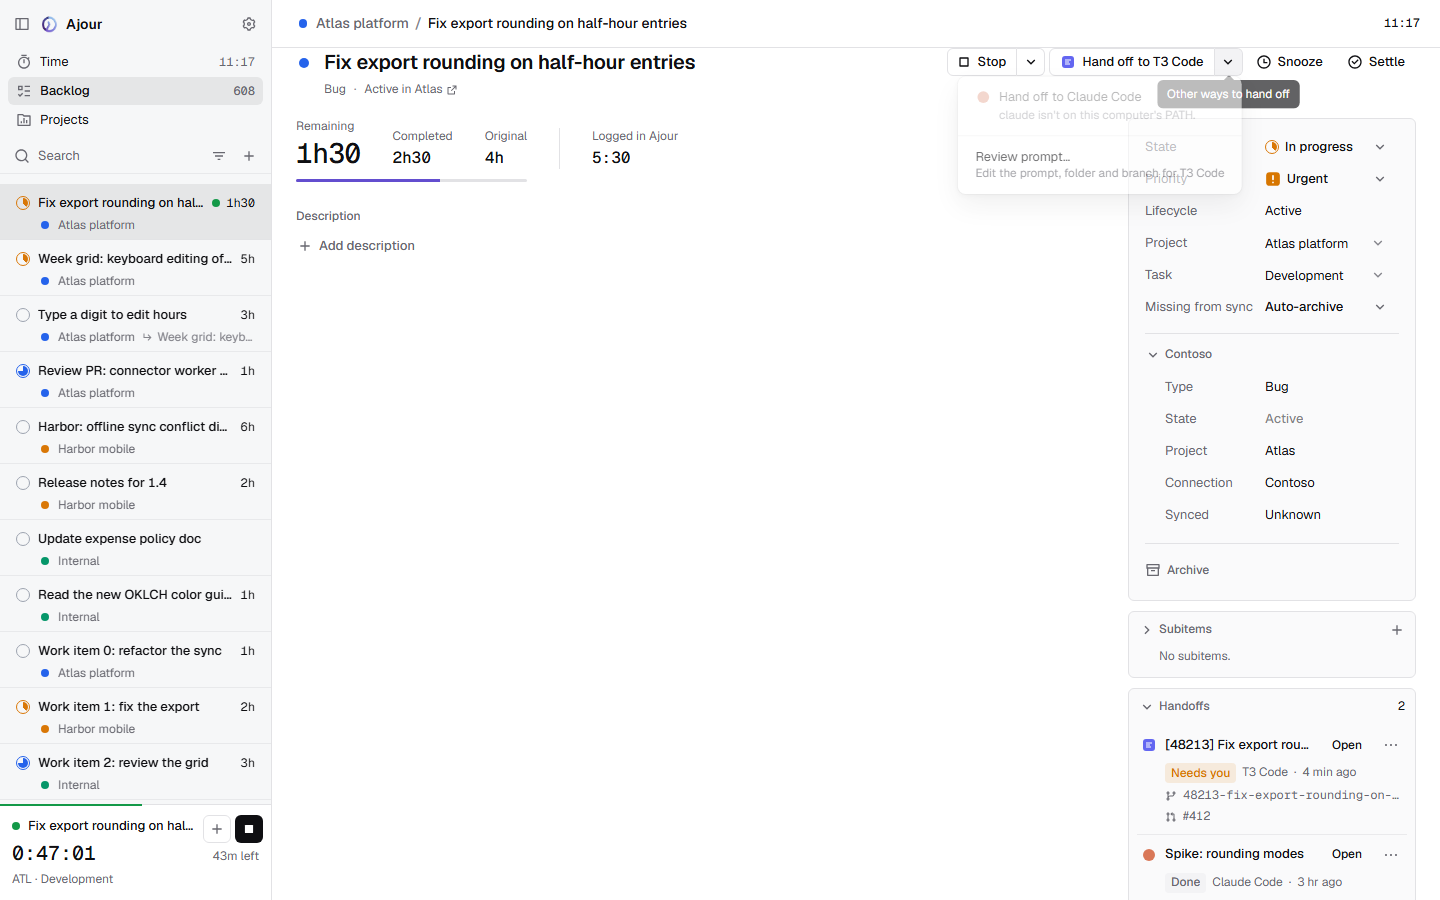 Ajour
Time 11:17
Backlog 608
Projects
Search
Fix export rounding on hal... 1h30
Atlas platform
Week grid: keyboard editing of... 5h
Atlas platform
Type a digit to edit hours 3h
Atlas platform Week grid: keyb...
Review PR: connector worker ... 1h
Atlas platform
Harbor: offline sync conflict di... 6h
Harbor mobile
Release notes for 1.4 2h
Harbor mobile
Update expense policy doc
Internal
Read the new OKLCH color gui... 1h
Internal
Work item 0: refactor the sync 1h
Atlas platform
Work item 1: fix the export 2h
Harbor mobile
Work item 2: review the grid 3h
Internal
Fix export rounding on hal...
0:47:01 43m left
ATL · Development
Atlas platform / Fix export rounding on half-hour entries 11:17
Fix export rounding on half-hour entries
Bug · Active in Atlas
Stop Hand off to T3 Code Snooze Settle
Other ways to hand off
Hand off to Claude Code
claude isn't on this computer's PATH.
Review prompt...
Edit the prompt, folder and branch for T3 Code
Remaining Completed Original Logged in Ajour
1h30 2h30 4h 5:30
Description
Add description
State In progress
Priority Urgent
Lifecycle Active
Project Atlas platform
Task Development
Missing from sync Auto-archive
Contoso
Type Bug
State Active
Project Atlas
Connection Contoso
Synced Unknown
Archive
Subitems
No subitems.
Handoffs 2
[48213] Fix export rou... Open
Needs you T3 Code · 4 min ago
48213-fix-export-rounding-on-...
#412
Spike: rounding modes Open
Done Claude Code · 3 hr ago